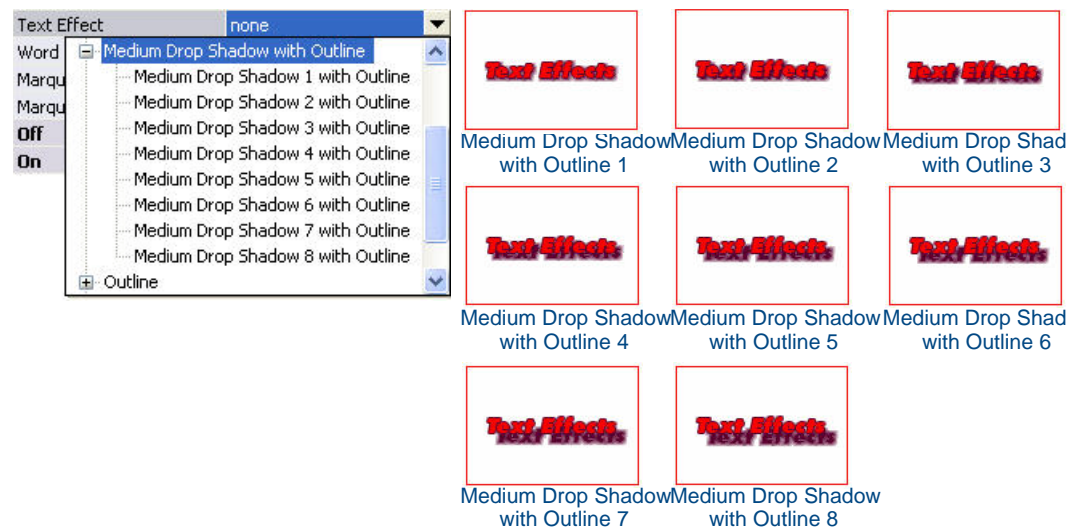 Text Effect none
Word
Marqu
Marqu
Off
On
Medium Drop Shadow with Outline
Medium Drop Shadow 1 with Outline
Medium Drop Shadow 2 with Outline
Medium Drop Shadow 3 with Outline
Medium Drop Shadow 4 with Outline
Medium Drop Shadow 5 with Outline
Medium Drop Shadow 6 with Outline
Medium Drop Shadow 7 with Outline
Medium Drop Shadow 8 with Outline
Outline
Text Effects
Medium Drop Shadow
with Outline 1
Text Effects
Medium Drop Shadow
with Outline 2
Text Effects
Medium Drop Shad
with Outline 3
Text Effects
Medium Drop Shadow
with Outline 4
Text Effects
Medium Drop Shadow
with Outline 5
Text Effects
Medium Drop Shad
with Outline 6
Text Effects
Medium Drop Shadow
with Outline 7
Text Effects
Medium Drop Shadow
with Outline 8